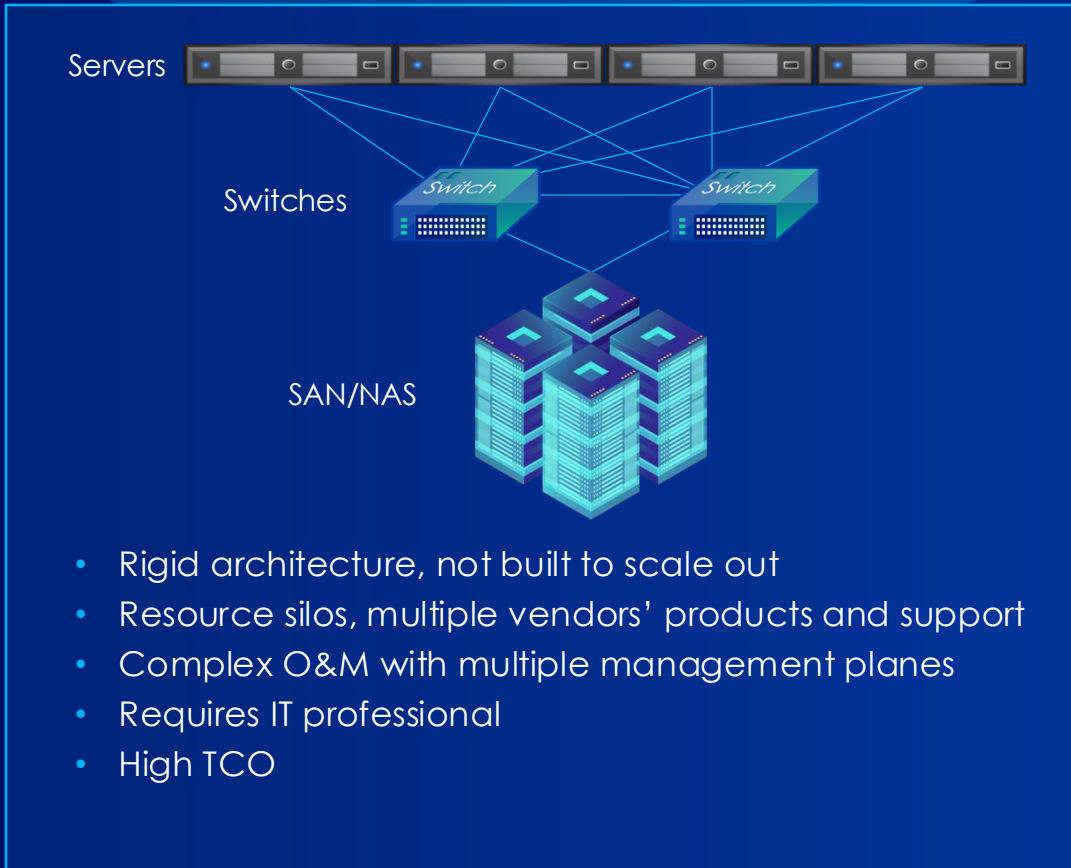 Servers
Switches
Switch
Switch
SAN/NAS
• Rigid architecture, not built to scale out
• Resource silos, multiple vendors’ products and support
• Complex O&M with multiple management planes
• Requires IT professional
• High TCO